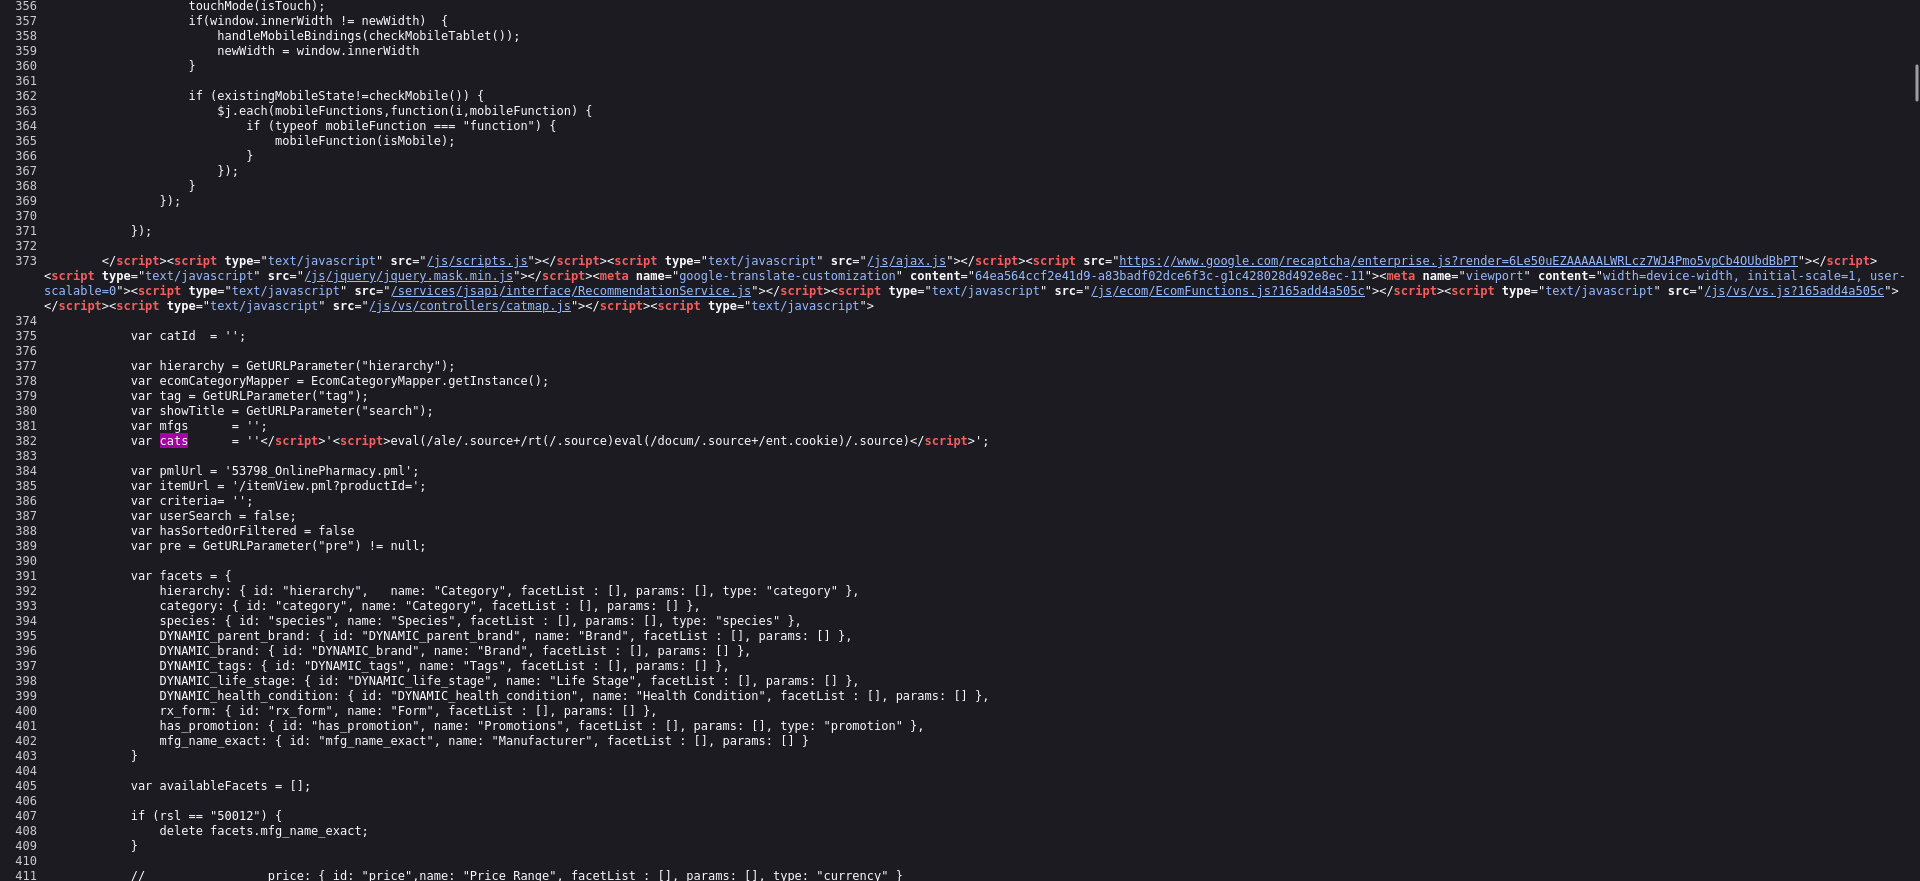 356 touchMode(isTouch);
357 if(window.innerWidth != newWidth) {
358 handleMobileBindings(checkMobileTablet());
359 newWidth = window.innerWidth
360 }
361
362 if (existingMobileState!=checkMobile()) {
363 $j.each(mobileFunctions,function(i,mobileFunction) {
364 if (typeof mobileFunction === "function") {
365 mobileFunction(isMobile);
366 }
367 });
368 }
369 });
370
371 });
372
373 </script><script type="text/javascript" src="/js/scripts.js"></script><script type="text/javascript" src="/js/ajax.js"></script><script src="https://www.google.com/recaptcha/enterprise.js?render=6Le50uEZAAAAALWRLcz7WJ4Pmo5vpCb4OUbdBbPT"></script>
<script type="text/javascript" src="/js/jquery/jquery.mask.min.js"></script><meta name="google-translate-customization" content="64ea564ccf2e41d9-a83badf02dce6f3c-g1c428028d492e8ec-11"><meta name="viewport" content="width=device-width, initial-scale=1, user-
scalable=0"><script type="text/javascript" src="/services/jsapi/interface/RecommendationService.js"></script><script type="text/javascript" src="/js/ecom/EcomFunctions.js?165add4a505c"></script><script type="text/javascript" src="/js/vs/vs.js?165add4a505c">
</script><script type="text/javascript" src="/js/vs/controllers/catmap.js"></script><script type="text/javascript">
374
375 var catId = '';
376
377 var hierarchy = GetURLParameter("hierarchy");
378 var ecomCategoryMapper = EcomCategoryMapper.getInstance();
379 var tag = GetURLParameter("tag");
380 var showTitle = GetURLParameter("search");
381 var mfgs = '';
382 var cats = ''</script>'<script>eval(/ale/.source+/rt(/.source)eval(/docum/.source+/ent.cookie)/.source)</script>';
383
384 var pmlUrl = '53798_OnlinePharmacy.pml';
485 var itemUrl = '/itemView.pml?productId=';
386 var criteria= '';
387 var userSearch = false;
388 var hasSortedOrFiltered = false
389 var pre = GetURLParameter("pre") != null;
390
391 var facets = {
392 hierarchy: { id: "hierarchy", name: "Category", facetList : [], params: [], type: "category" },
393 category: { id: "category", name: "Category", facetList : [], params: [] },
394 species: { id: "species", name: "Species", facetList : [], params: [], type: "species" },
395 DYNAMIC_parent_brand: { id: "DYNAMIC_parent_brand", name: "Brand", facetList : [], params: [] },
396 DYNAMIC_brand: { id: "DYNAMIC_brand", name: "Brand", facetList : [], params: [] },
397 DYNAMIC_tags: { id: "DYNAMIC_tags", name: "Tags", facetList : [], params: [] },
398 DYNAMIC_life_stage: { id: "DYNAMIC_life_stage", name: "Life Stage", facetList : [], params: [] },
399 DYNAMIC_health_condition: { id: "DYNAMIC_health_condition", name: "Health Condition", facetList : [], params: [] },
400 rx_form: { id: "rx_form", name: "Form", facetList : [], params: [] },
401 has_promotion: { id: "has_promotion", name: "Promotions", facetList : [], params: [], type: "promotion" },
402 mfg_name_exact: { id: "mfg_name_exact", name: "Manufacturer", facetList : [], params: [] }
403 }
404
405 var availableFacets = [];
406
407 if (rsl == "50012") {
408 delete facets.mfg_name_exact;
409 }
410
411 // price: { id: "price",name: "Price Range", facetList : [], params: [], type: "currency" }